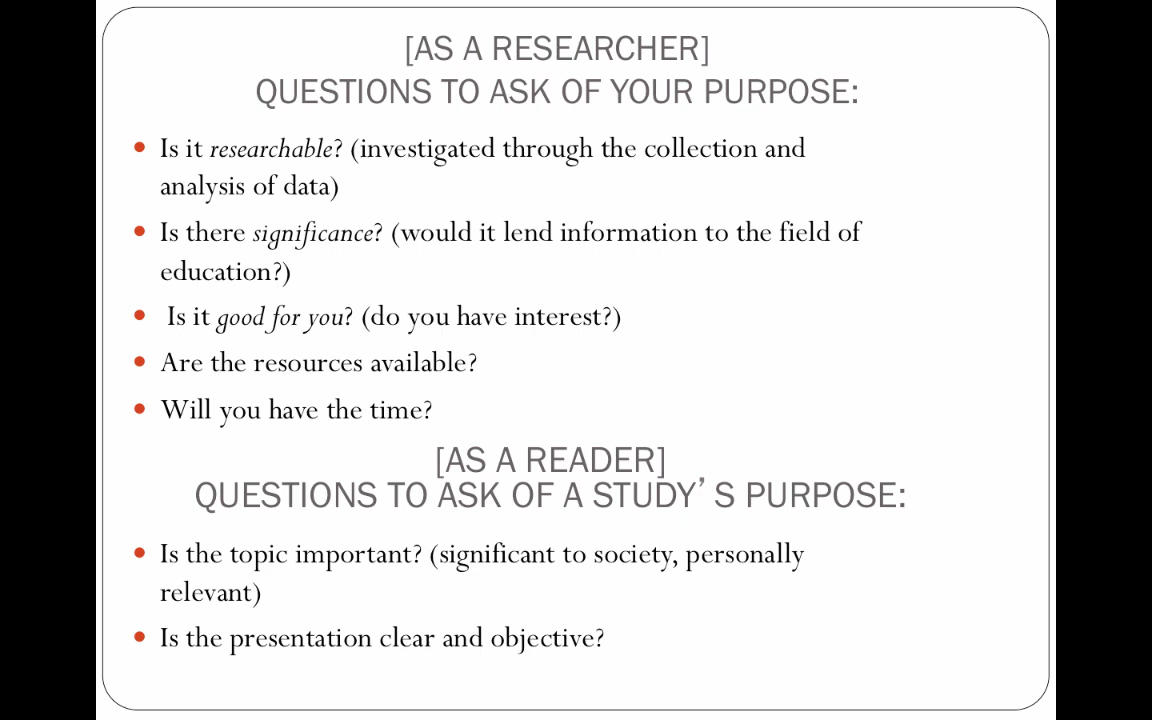 [AS A RESEARCHER]
QUESTIONS TO ASK OF YOUR PURPOSE:
• Is it researchable? (investigated through the collection and
analysis of data)
• Is there significance? (would it lend information to the field of
education?)
• Is it good for you? (do you have interest?)
• Are the resources available?
• Will you have the time?
[AS A READER]
QUESTIONS TO ASK OF A STUDY’ S PURPOSE:
• Is the topic important? (significant to society, personally
relevant)
• Is the presentation clear and objective?